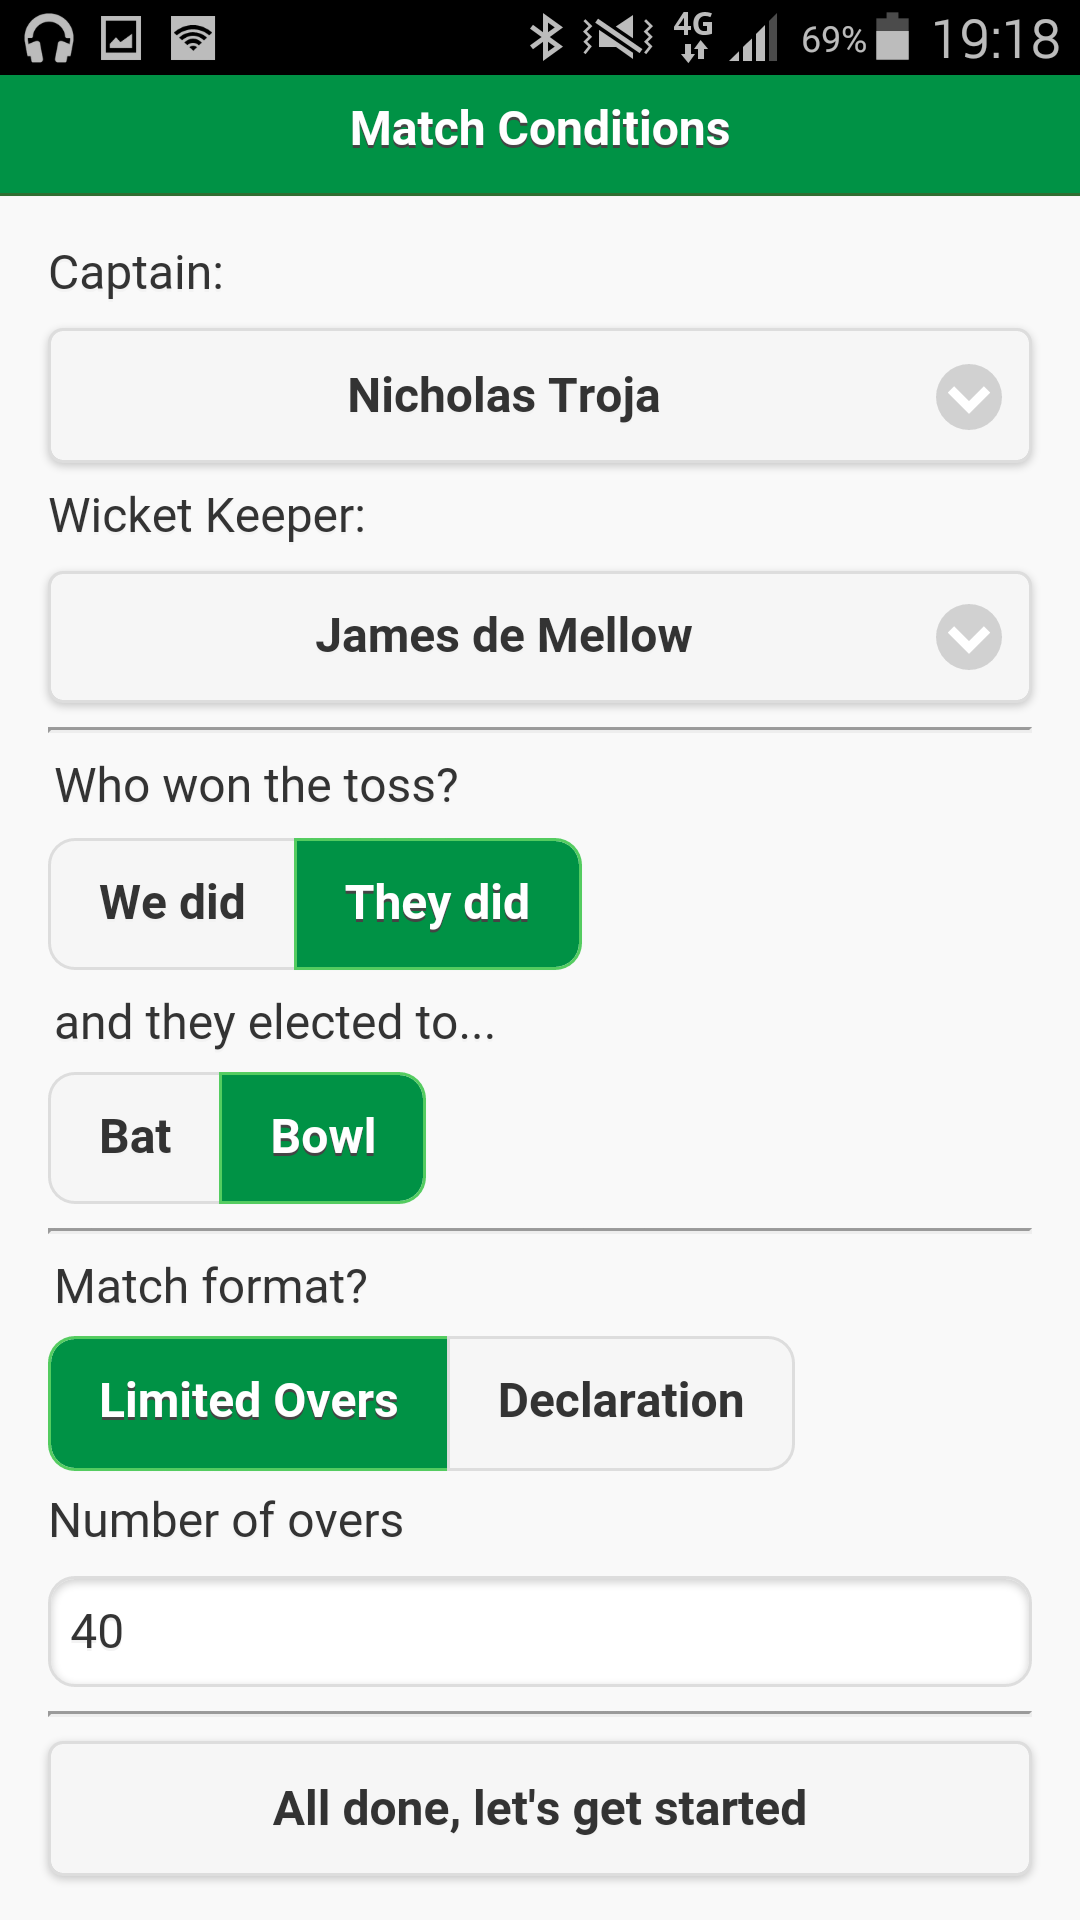 4G 69% 19:18
Match Conditions
Captain:
Nicholas Troja
Wicket Keeper:
James de Mellow
Who won the toss?
We did They did
and they elected to...
Bat Bowl
Match format?
Limited Overs Declaration
Number of overs
40
All done, let's get started